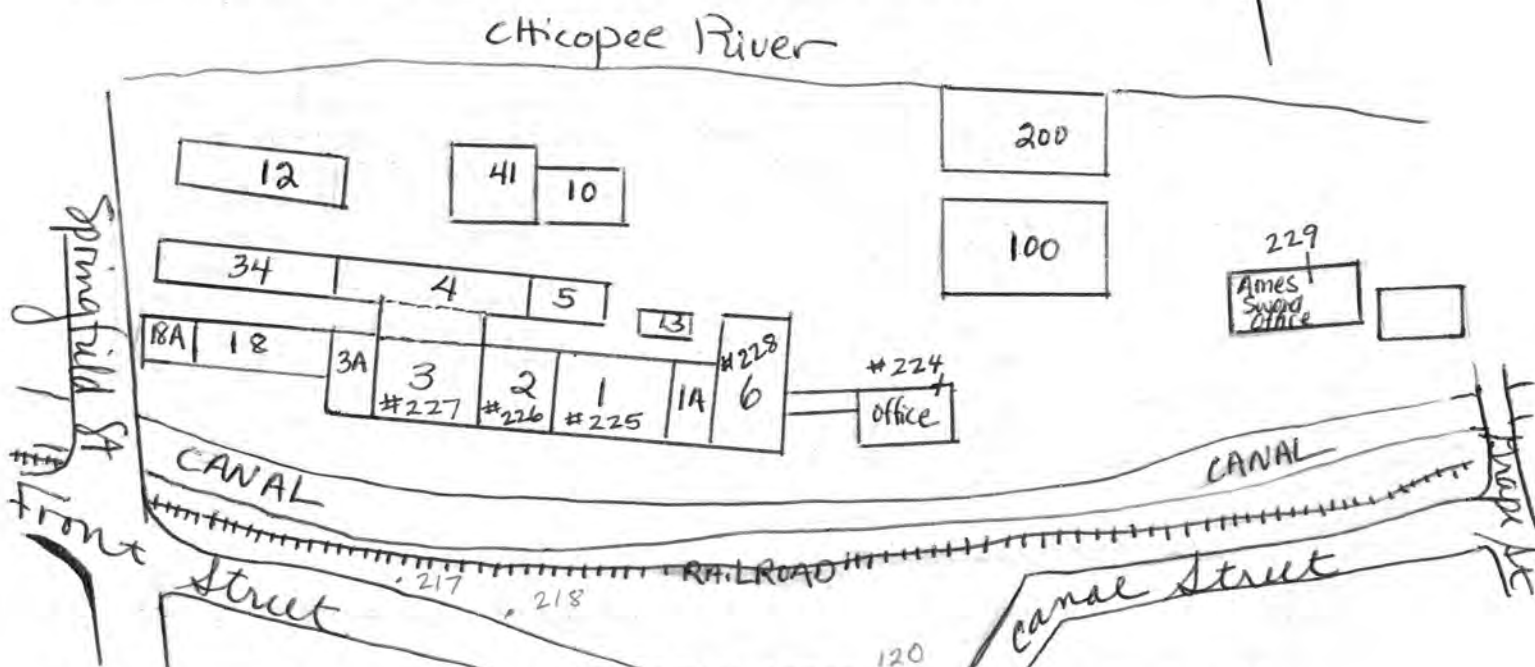 Chicopee River
12
41
10
200
100
34
4
5
13
229
Ames
Sword
Office
18A
18
3A
3
#227
2
#226
1
#225
1A
#228
6
#224
Office
Springfield St
CANAL
CANAL
Front
Street
RAILROAD
Canal Street
217
218
120